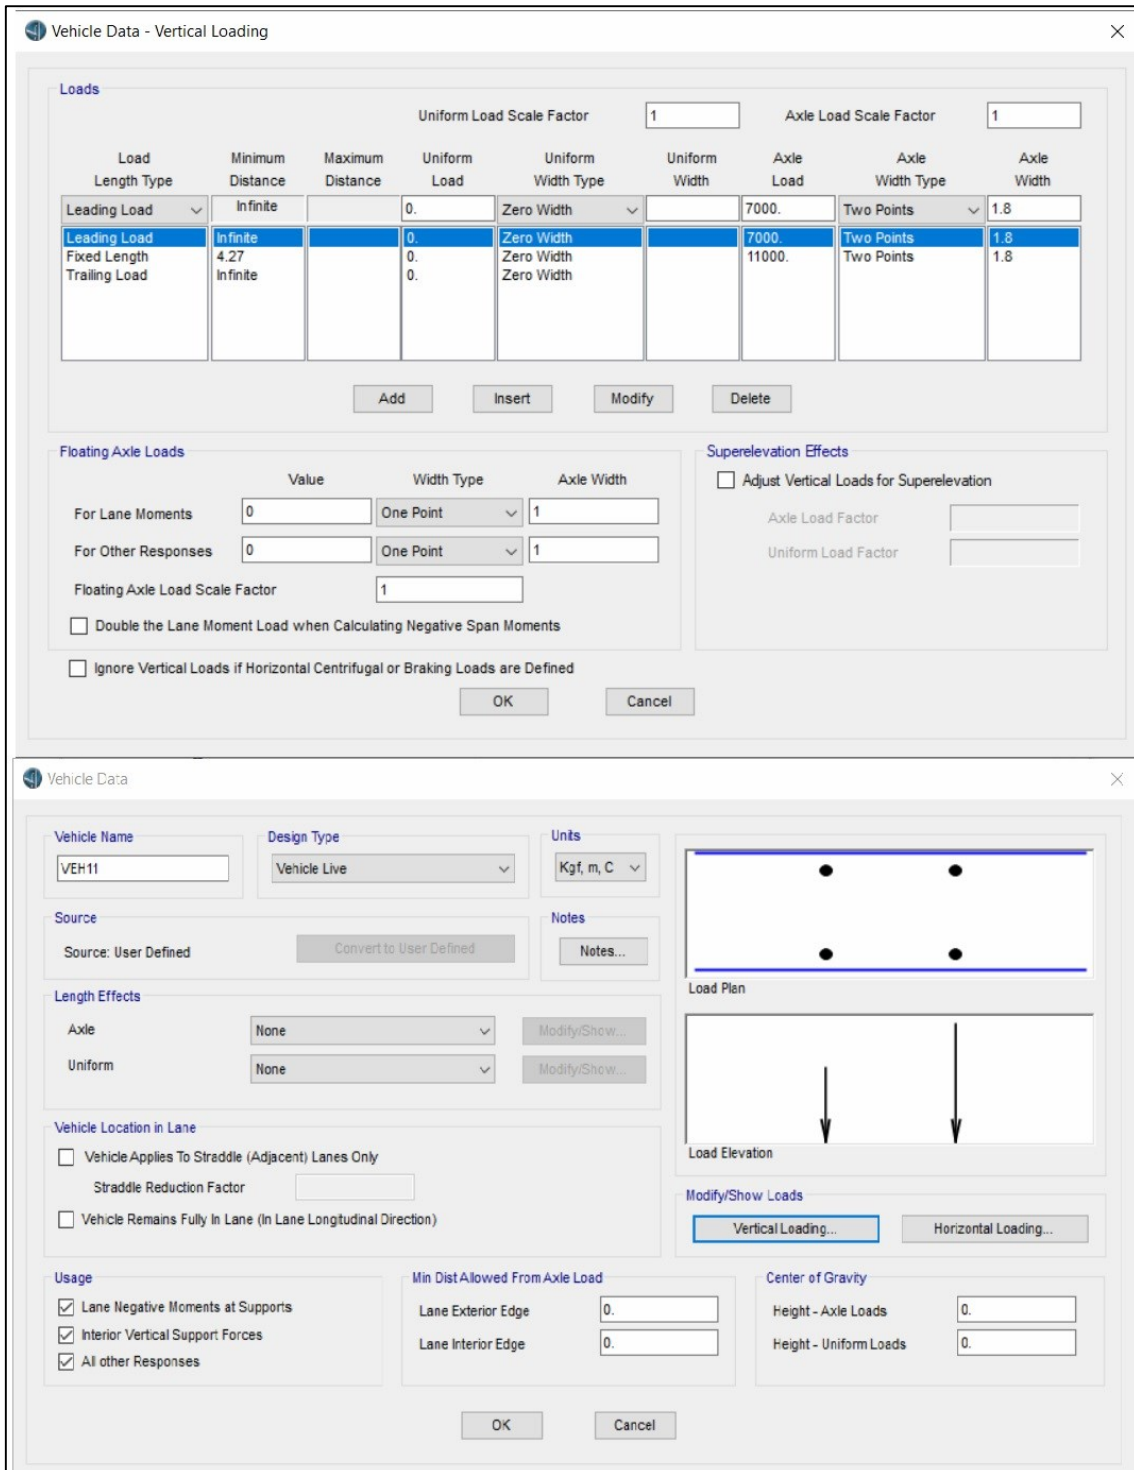 Vehicle Data - Vertical Loading
Loads
Uniform Load Scale Factor 1 Axle Load Scale Factor 1
Load Minimum Maximum Uniform Uniform Uniform Axle Axle Axle
Length Type Distance Distance Load Width Type Width Load Width Type Width
Leading Load Infinite 0. Zero Width 7000. Two Points 1.8
Leading Load Infinite 0. Zero Width 7000. Two Points 1.8
Fixed Length 4.27 0. Zero Width 11000. Two Points 1.8
Trailing Load Infinite 0. Zero Width
Add Insert Modify Delete
Floating Axle Loads Superelevation Effects
Value Width Type Axle Width Adjust Vertical Loads for Superelevation
For Lane Moments 0 One Point 1 Axle Load Factor
For Other Responses 0 One Point 1 Uniform Load Factor
Floating Axle Load Scale Factor 1
Double the Lane Moment Load when Calculating Negative Span Moments
Ignore Vertical Loads if Horizontal Centrifugal or Braking Loads are Defined
OK Cancel
Vehicle Data
Vehicle Name Design Type Units
VEH11 Vehicle Live Kgf, m, C
Source Notes
Source: User Defined Convert to User Defined Notes...
Load Plan
Length Effects
Axle None Modify/Show...
Uniform None Modify/Show...
Vehicle Location in Lane
Vehicle Applies To Straddle (Adjacent) Lanes Only Load Elevation
Straddle Reduction Factor Modify/Show Loads
Vehicle Remains Fully In Lane (In Lane Longitudinal Direction) Vertical Loading... Horizontal Loading...
Usage Min Dist Allowed From Axle Load Center of Gravity
Lane Negative Moments at Supports Lane Exterior Edge 0. Height - Axle Loads 0.
Interior Vertical Support Forces Lane Interior Edge 0. Height - Uniform Loads 0.
All other Responses
OK Cancel